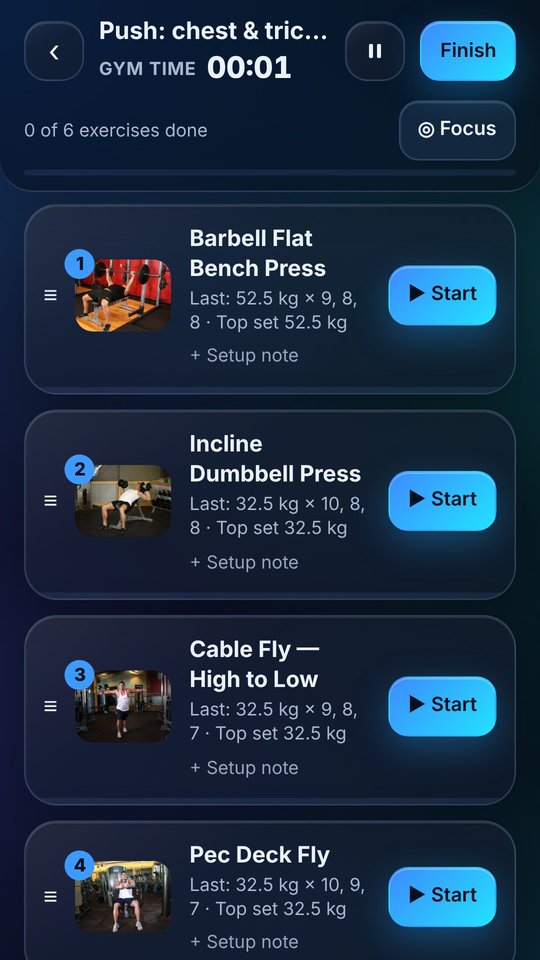 Push: chest & tric...
GYM TIME 00:01
Finish
0 of 6 exercises done
Focus
1
Barbell Flat
Bench Press
Last: 52.5 kg × 9, 8,
8 · Top set 52.5 kg
+ Setup note
Start
2
Incline
Dumbbell Press
Last: 32.5 kg × 10, 8,
8 · Top set 32.5 kg
+ Setup note
Start
3
Cable Fly —
High to Low
Last: 32.5 kg × 9, 8,
7 · Top set 32.5 kg
+ Setup note
Start
4
Pec Deck Fly
Last: 32.5 kg × 10, 9,
7 · Top set 32.5 kg
+ Setup note
Start